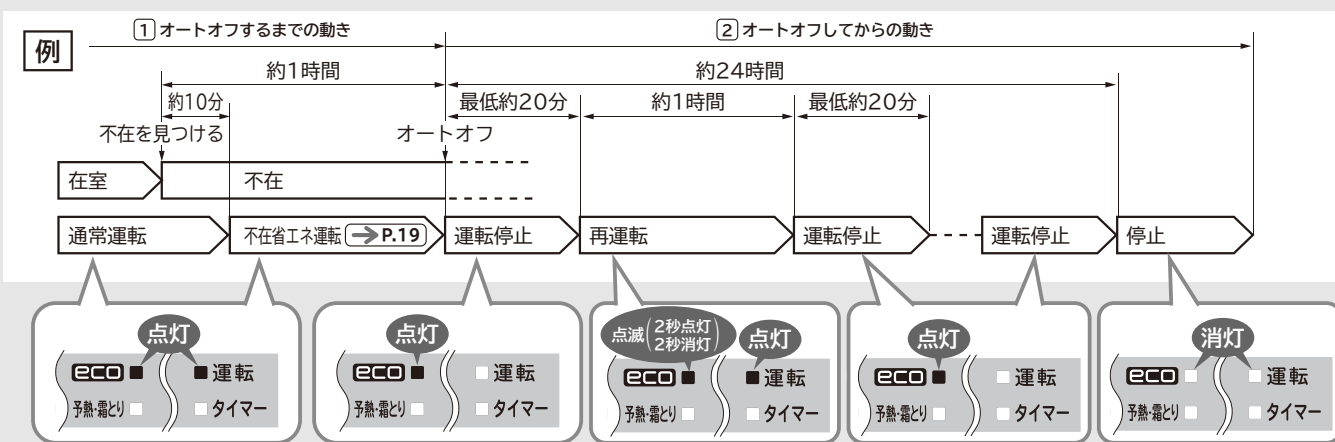 1 オートオフするまでの動き
2 オートオフしてからの動き
例
約1時間
約24時間
約10分
最低約20分
約1時間
最低約20分
不在を見つける
オートオフ
在室
不在
通常運転
不在省エネ運転 →P.19
運転停止
再運転
運転停止
運転停止
停止
点灯
eco
運転
予熱・霜とり
タイマー
点灯
eco
運転
予熱・霜とり
タイマー
点滅(2秒点灯
2秒消灯)
点灯
eco
運転
予熱・霜とり
タイマー
点灯
eco
運転
予熱・霜とり
タイマー
消灯
eco
運転
予熱・霜とり
タイマー